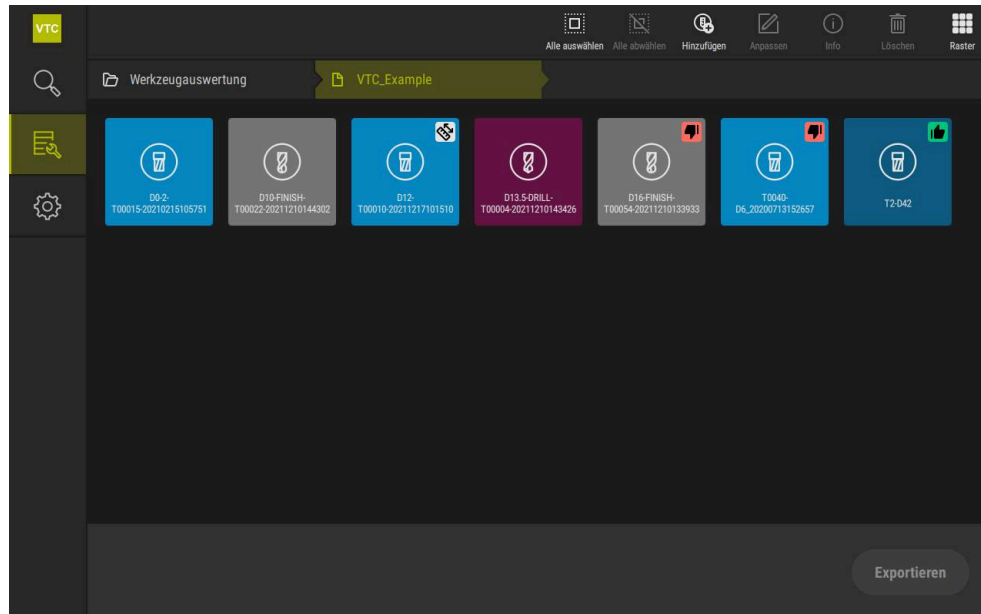 VTC
Alle auswählen
Alle abwählen
Hinzufügen
Anpassen
Info
Löschen
Raster
Werkzeugauswertung
VTC_Example
D0-2-
T00015-20210215105751
D10-FINISH-
T00022-20211210144302
D12-
T00010-20211217101510
D13.5-DRILL-
T00004-20211210143426
D16-FINISH-
T00054-20211210133933
T0040-
D6_20200713152657
T2-D42
Exportieren